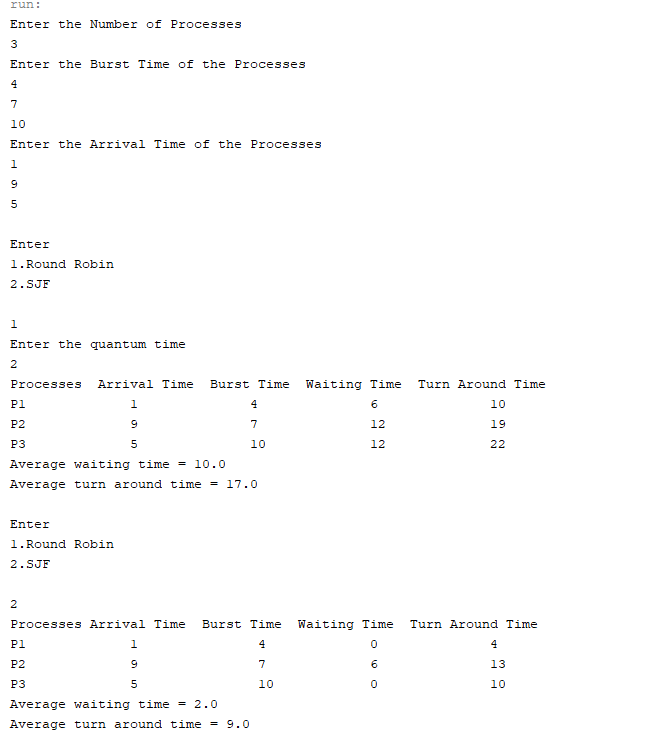 run:
Enter the Number of Processes
3
Enter the Burst Time of the Processes
4
7
10
Enter the Arrival Time of the Processes
1
9
5
Enter
1.Round Robin
2.SJF
1
Enter the quantum time
2
Processes Arrival Time Burst Time Waiting Time Turn Around Time
P1 1 4 6 10
P2 9 7 12 19
P3 5 10 12 22
Average waiting time = 10.0
Average turn around time = 17.0
Enter
1.Round Robin
2.SJF
2
Processes Arrival Time Burst Time Waiting Time Turn Around Time
P1 1 4 0 4
P2 9 7 6 13
P3 5 10 0 10
Average waiting time = 2.0
Average turn around time = 9.0